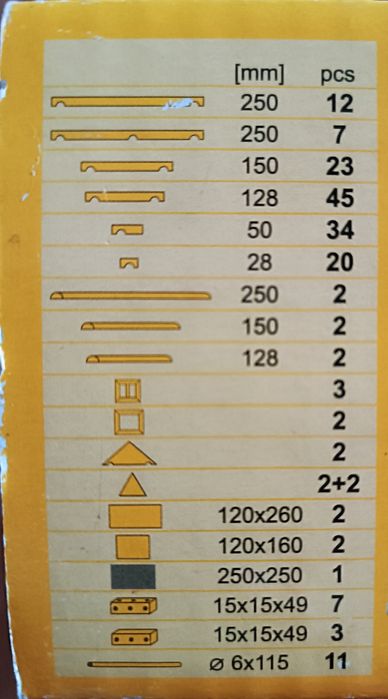 [mm] pcs
250 12
250 7
150 23
128 45
50 34
28 20
250 2
150 2
128 2
3
2
2
2+2
120x260 2
120x160 2
250x250 1
15x15x49 7
15x15x49 3
⌀ 6x115 11